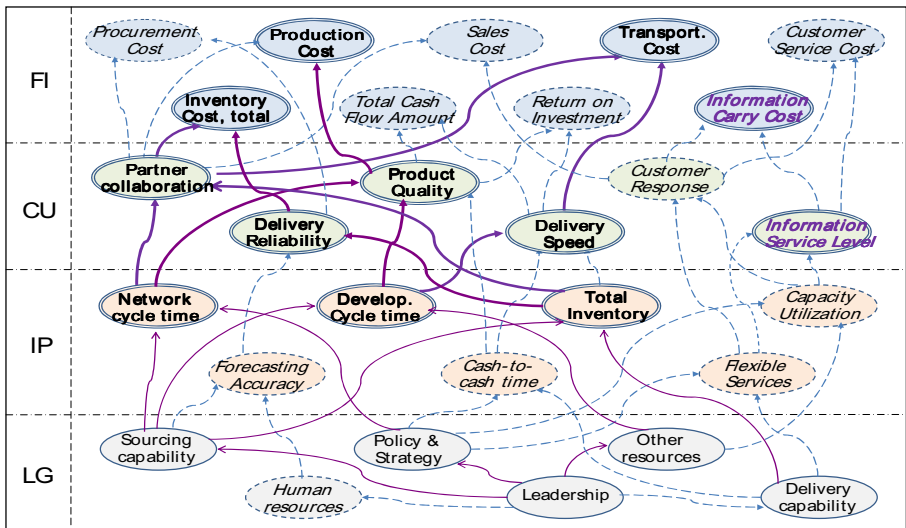 FI
Procurement
Cost
Production
Cost
Sales
Cost
Transport.
Cost
Customer
Service Cost
Inventory
Cost, total
Total Cash
Flow Amount
Return on
Investment
Information
Carry Cost
CU
Partner
collaboration
Product
Quality
Customer
Response
Delivery
Reliability
Delivery
Speed
Information
Service Level
IP
Network
cycle time
Develop.
Cycle time
Total
Inventory
Capacity
Utilization
Forecasting
Accuracy
Cash-to-
cash time
Flexible
Services
LG
Sourcing
capability
Policy &
Strategy
Other
resources
Human
resources
Leadership
Delivery
capability